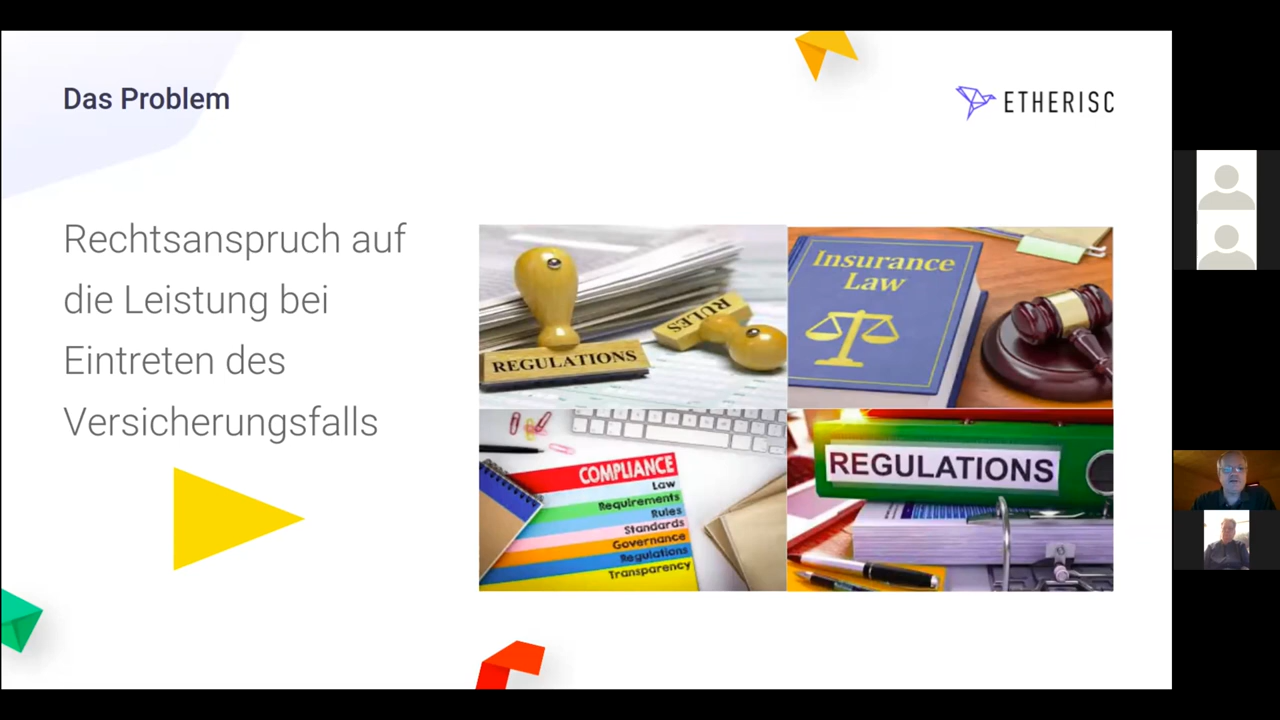 Das Problem
ETHERISC
Rechtsanspruch auf
die Leistung bei
Eintreten des
Versicherungsfalls
REGULATIONS
RULES
Insurance
Law
COMPLIANCE
Law
Requirements
Rules
Standards
Governance
Regulations
Transparency
REGULATIONS